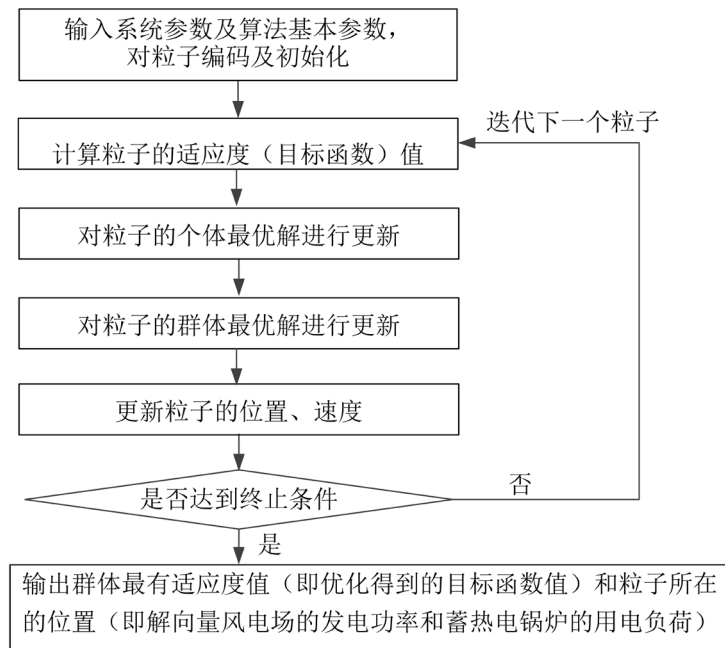 输入系统参数及算法基本参数，
对粒子编码及初始化
迭代下一个粒子
计算粒子的适应度（目标函数）值
对粒子的个体最优解进行更新
对粒子的群体最优解进行更新
更新粒子的位置、速度
是否达到终止条件
否
是
输出群体最有适应度值（即优化得到的目标函数值）和粒子所在
的位置（即解向量风电场的发电功率和蓄热电锅炉的用电负荷）